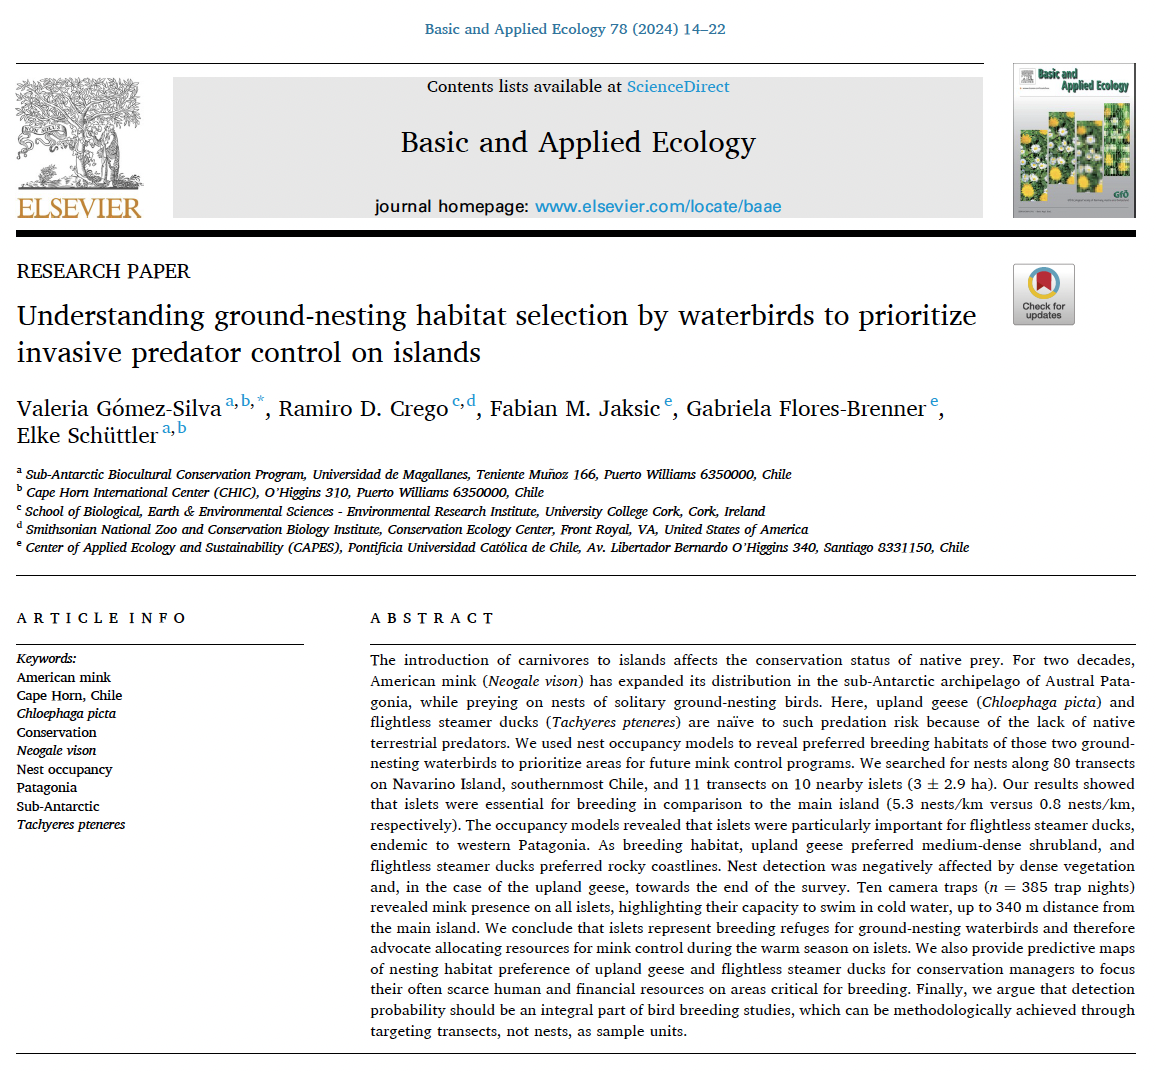 Basic and Applied Ecology 78 (2024) 14–22
Contents lists available at ScienceDirect
Basic and Applied Ecology
journal homepage: www.elsevier.com/locate/baae
ELSEVIER
Basic and
Applied Ecology
GfÖ
RESEARCH PAPER
Check for
updates
Understanding ground-nesting habitat selection by waterbirds to prioritize
invasive predator control on islands
Valeria Gómez-Silva a,b,*, Ramiro D. Crego c,d, Fabian M. Jaksic e, Gabriela Flores-Brenner e,
Elke Schüttler a,b
a Sub-Antarctic Biocultural Conservation Program, Universidad de Magallanes, Teniente Muñoz 166, Puerto Williams 6350000, Chile
b Cape Horn International Center (CHIC), O'Higgins 310, Puerto Williams 6350000, Chile
c School of Biological, Earth & Environmental Sciences - Environmental Research Institute, University College Cork, Cork, Ireland
d Smithsonian National Zoo and Conservation Biology Institute, Conservation Ecology Center, Front Royal, VA, United States of America
e Center of Applied Ecology and Sustainability (CAPES), Pontificia Universidad Católica de Chile, Av. Libertador Bernardo O'Higgins 340, Santiago 8331150, Chile
ARTICLE INFO
Keywords:
American mink
Cape Horn, Chile
Chloephaga picta
Conservation
Neogale vison
Nest occupancy
Patagonia
Sub-Antarctic
Tachyeres pteneres
ABSTRACT
The introduction of carnivores to islands affects the conservation status of native prey. For two decades,
American mink (Neogale vison) has expanded its distribution in the sub-Antarctic archipelago of Austral Pata-
gonia, while preying on nests of solitary ground-nesting birds. Here, upland geese (Chloephaga picta) and
flightless steamer ducks (Tachyeres pteneres) are naïve to such predation risk because of the lack of native
terrestrial predators. We used nest occupancy models to reveal preferred breeding habitats of those two ground-
nesting waterbirds to prioritize areas for future mink control programs. We searched for nests along 80 transects
on Navarino Island, southernmost Chile, and 11 transects on 10 nearby islets (3 ± 2.9 ha). Our results showed
that islets were essential for breeding in comparison to the main island (5.3 nests/km versus 0.8 nests/km,
respectively). The occupancy models revealed that islets were particularly important for flightless steamer ducks,
endemic to western Patagonia. As breeding habitat, upland geese preferred medium-dense shrubland, and
flightless steamer ducks preferred rocky coastlines. Nest detection was negatively affected by dense vegetation
and, in the case of the upland geese, towards the end of the survey. Ten camera traps (n = 385 trap nights)
revealed mink presence on all islets, highlighting their capacity to swim in cold water, up to 340 m distance from
the main island. We conclude that islets represent breeding refuges for ground-nesting waterbirds and therefore
advocate allocating resources for mink control during the warm season on islets. We also provide predictive maps
of nesting habitat preference of upland geese and flightless steamer ducks for conservation managers to focus
their often scarce human and financial resources on areas critical for breeding. Finally, we argue that detection
probability should be an integral part of bird breeding studies, which can be methodologically achieved through
targeting transects, not nests, as sample units.